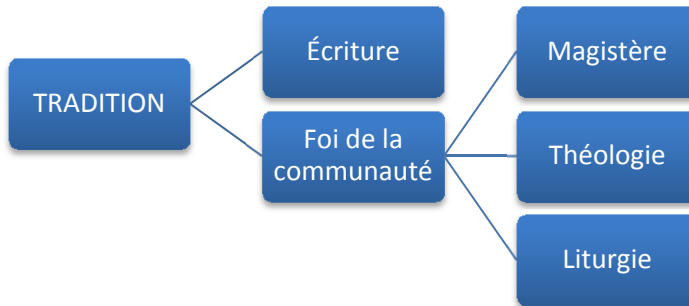 TRADITION
Écriture
Foi de la
communauté
Magistère
Théologie
Liturgie